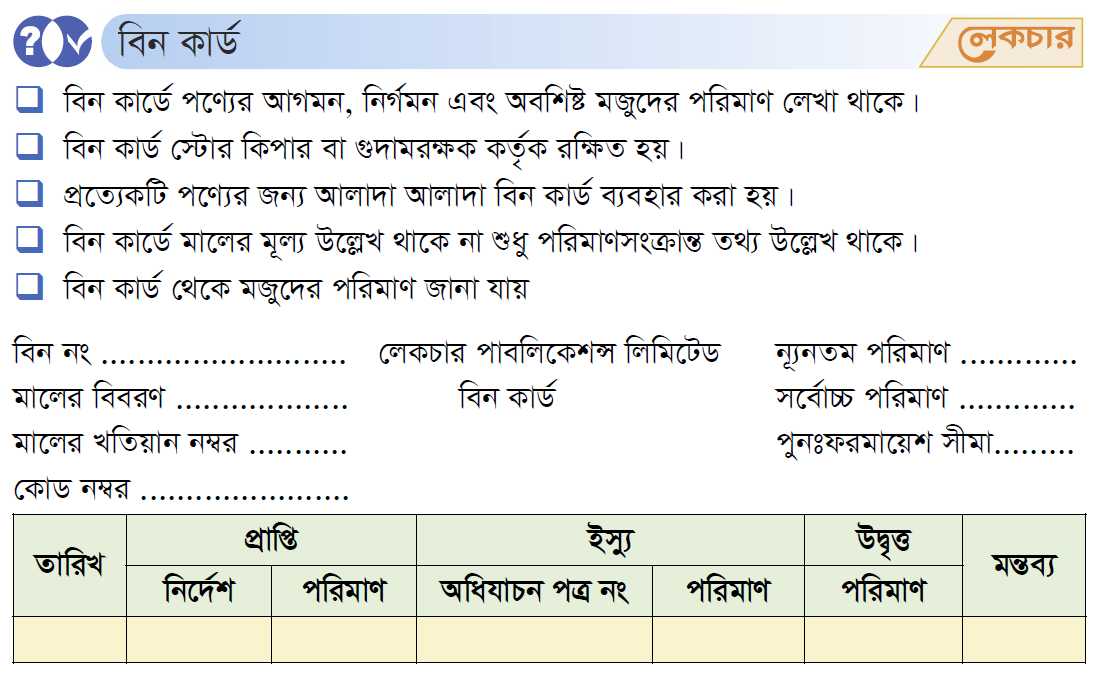 বিন কার্ড
লেকচার
বিন কার্ডে পণ্যের আগমন, নির্গমন এবং অবশিষ্ট মজুদের পরিমাণ লেখা থাকে।
বিন কার্ড স্টোর কিপার বা গুদামরক্ষক কর্তৃক রক্ষিত হয়।
প্রত্যেকটি পণ্যের জন্য আলাদা আলাদা বিন কার্ড ব্যবহার করা হয়।
বিন কার্ডে মালের মূল্য উল্লেখ থাকে না শুধু পরিমাণসংক্রান্ত তথ্য উল্লেখ থাকে।
বিন কার্ড থেকে মজুদের পরিমাণ জানা যায়
বিন নং ........................... লেকচার পাবলিকেশন্স লিমিটেড ন্যূনতম পরিমাণ .............
মালের বিবরণ ................... বিন কার্ড সর্বোচ্চ পরিমাণ .............
মালের খতিয়ান নম্বর ........... পুনঃফরমায়েশ সীমা.........
কোড নম্বর .......................
তারিখ প্রাপ্তি ইস্যু উদ্বৃত্ত মন্তব্য
নির্দেশ পরিমাণ অধিযাচন পত্র নং পরিমাণ পরিমাণ